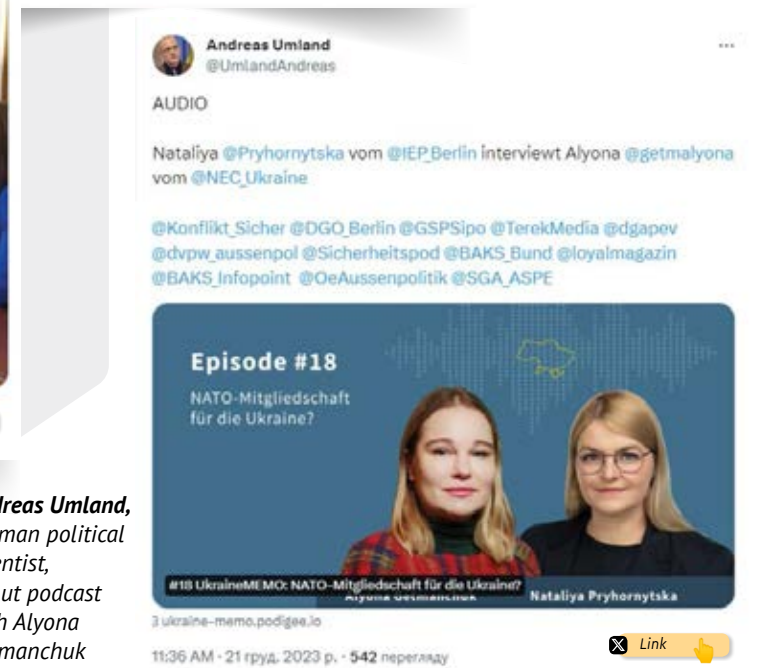 Andreas Umland
@UmlandAndreas
...
AUDIO
Nataliya @Pryhornytska vom @IEP_Berlin interviewt Alyona @getmalyona
vom @NEC_Ukraine
@Konflikt_Sicher @DGO_Berlin @GSPSipo @TerekMedia @dgapev
@dvpw_aussenpol @Sicherheitspod @BAKS_Bund @loyalmagazin
@BAKS_Infopoint @OeAussenpolitik @SGA_ASPE
Episode #18
NATO-Mitgliedschaft
für die Ukraine?
#18 UkraineMEMO: NATO-Mitgliedschaft für die Ukraine?
Nataliya Pryhornytska
ukraine-memo.podigee.io
11:36 AM · 21 груд. 2023 р. · 542 перегляду
X Link
dreas Umland,
man political
entist,
ut podcast
h Alyona
manchuk